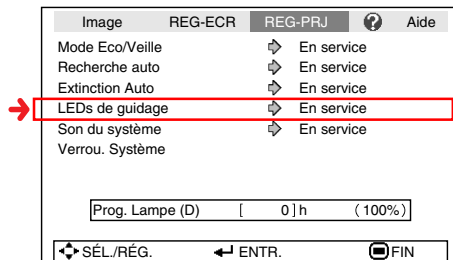 Image REG-ECR REG-PRJ ? Aide
Mode Eco/Veille En service
Recherche auto En service
Extinction Auto En service
LEDs de guidage En service
Son du système En service
Verrou. Système
Prog. Lampe (D) [ 0 ] h (100%)
SÉL./RÉG. ENTR. FIN